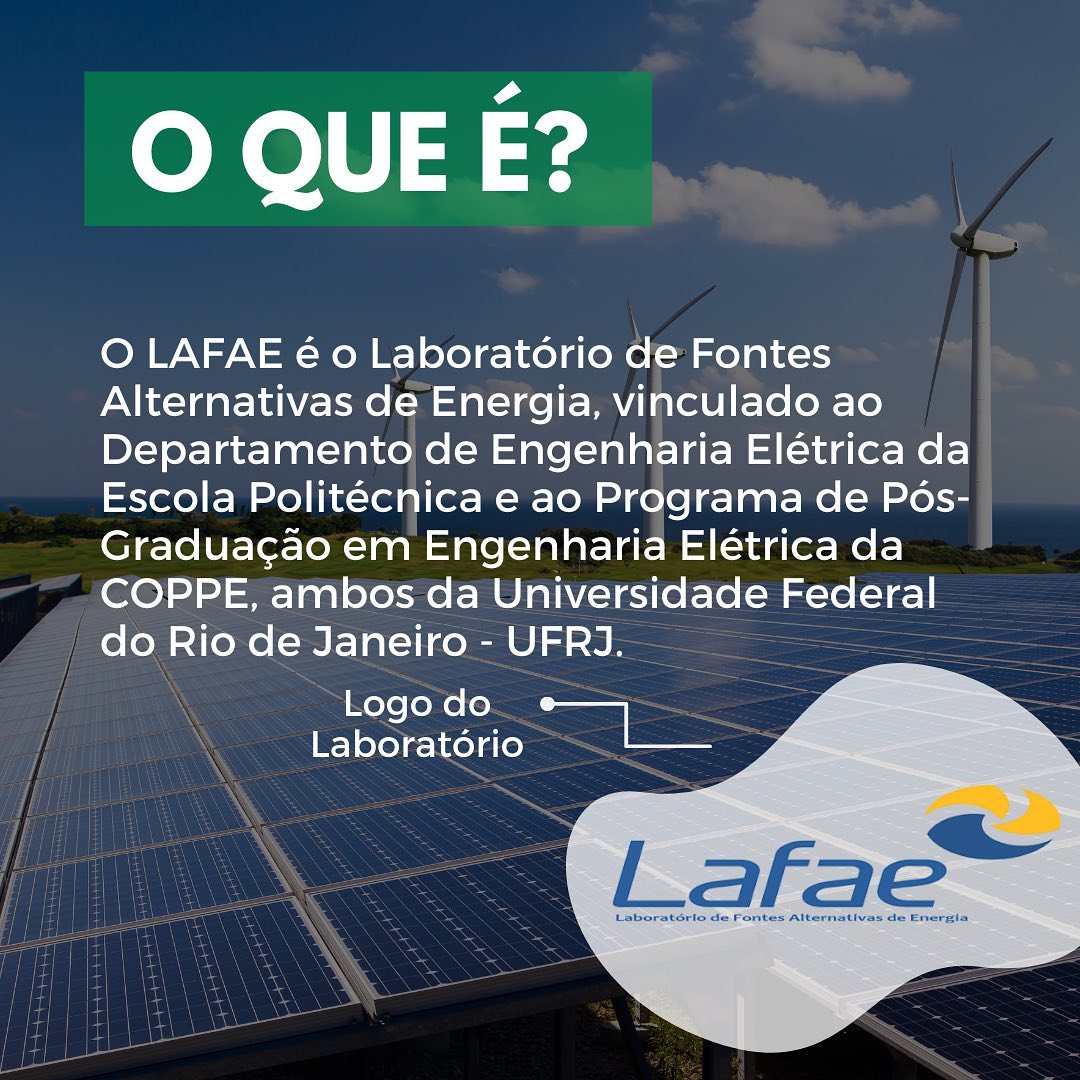 O QUE É?
O LAFAE é o Laboratório de Fontes
Alternativas de Energia, vinculado ao
Departamento de Engenharia Elétrica da
Escola Politécnica e ao Programa de Pós-
Graduação em Engenharia Elétrica da
COPPE, ambos da Universidade Federal
do Rio de Janeiro - UFRJ.
Logo do
Laboratório
Lafae
Laboratório de Fontes Alternativas de Energia